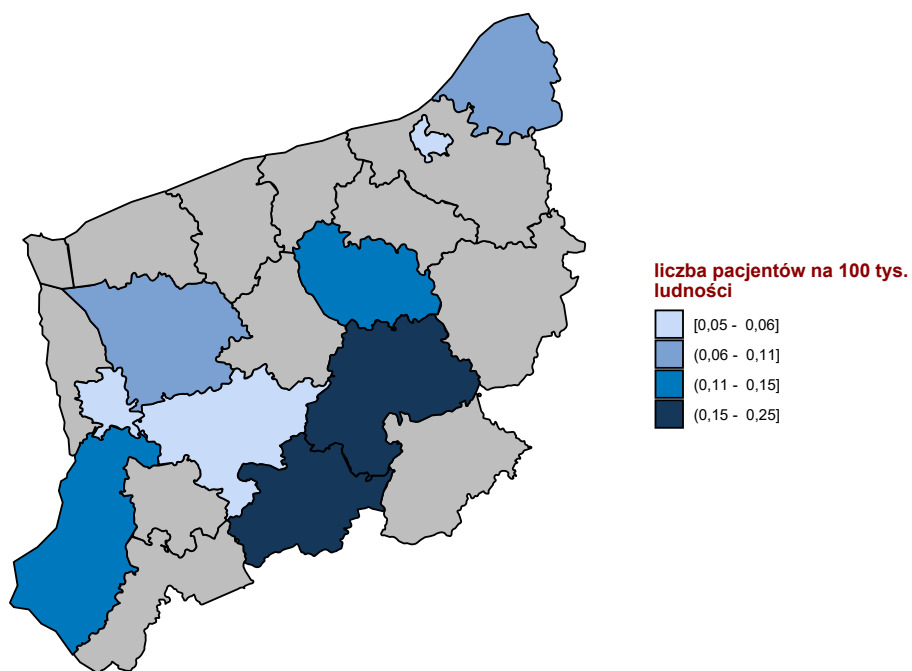 liczba pacjentów na 100 tys.
ludności
[0,05 - 0,06]
(0,06 - 0,11]
(0,11 - 0,15]
(0,15 - 0,25]